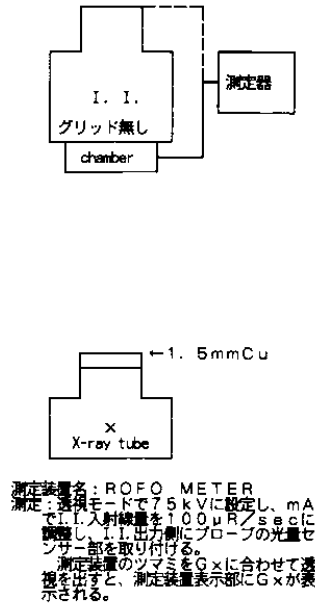 I. I.
グリッド無し
測定器
chamber
←1. 5mmCu
×
X-ray tube
測定装置名：ROFO METER
測定：透視モードで75kVに設定し、mA
でI.I.入射線量を100μR/secに
調整し、I.I.出力側にプローブの光量セ
ンサー部を取り付ける。
測定装置のツマミをGxに合わせて透
視を出すと、測定装置表示部にGxが表
示される。